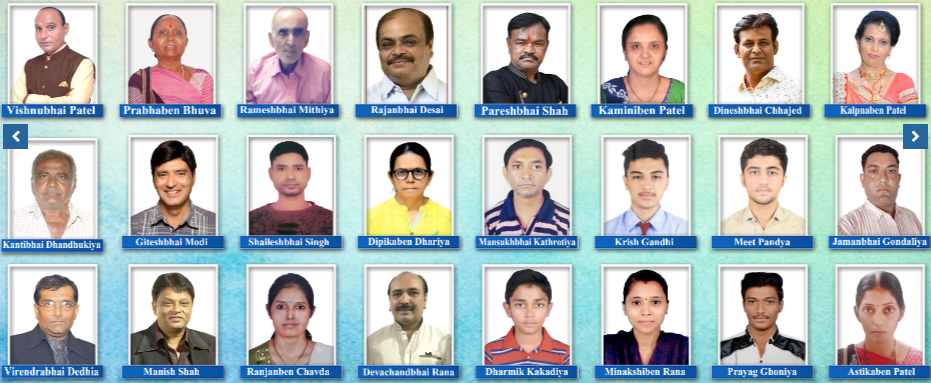 Vishnubhai Patel
Prabhaben Bhuva
Rameshbhai Mithiya
Rajanbhai Desai
Pareshbhai Shah
Kaminiben Patel
Dineshbhai Chhajed
Kalpnaben Patel
Kantibhai Dhandhukiya
Giteshbhai Modi
Shaileshbhai Singh
Dipikaben Dhariya
Mansukhbhai Kathrotiya
Krish Gandhi
Meet Pandya
Jamanbhai Gondaliya
Virendrabhai Dedhia
Manish Shah
Ranjanben Chavda
Devachandbhai Rana
Dharmik Kakadiya
Minakshiben Rana
Prayag Ghoniya
Astikaben Patel